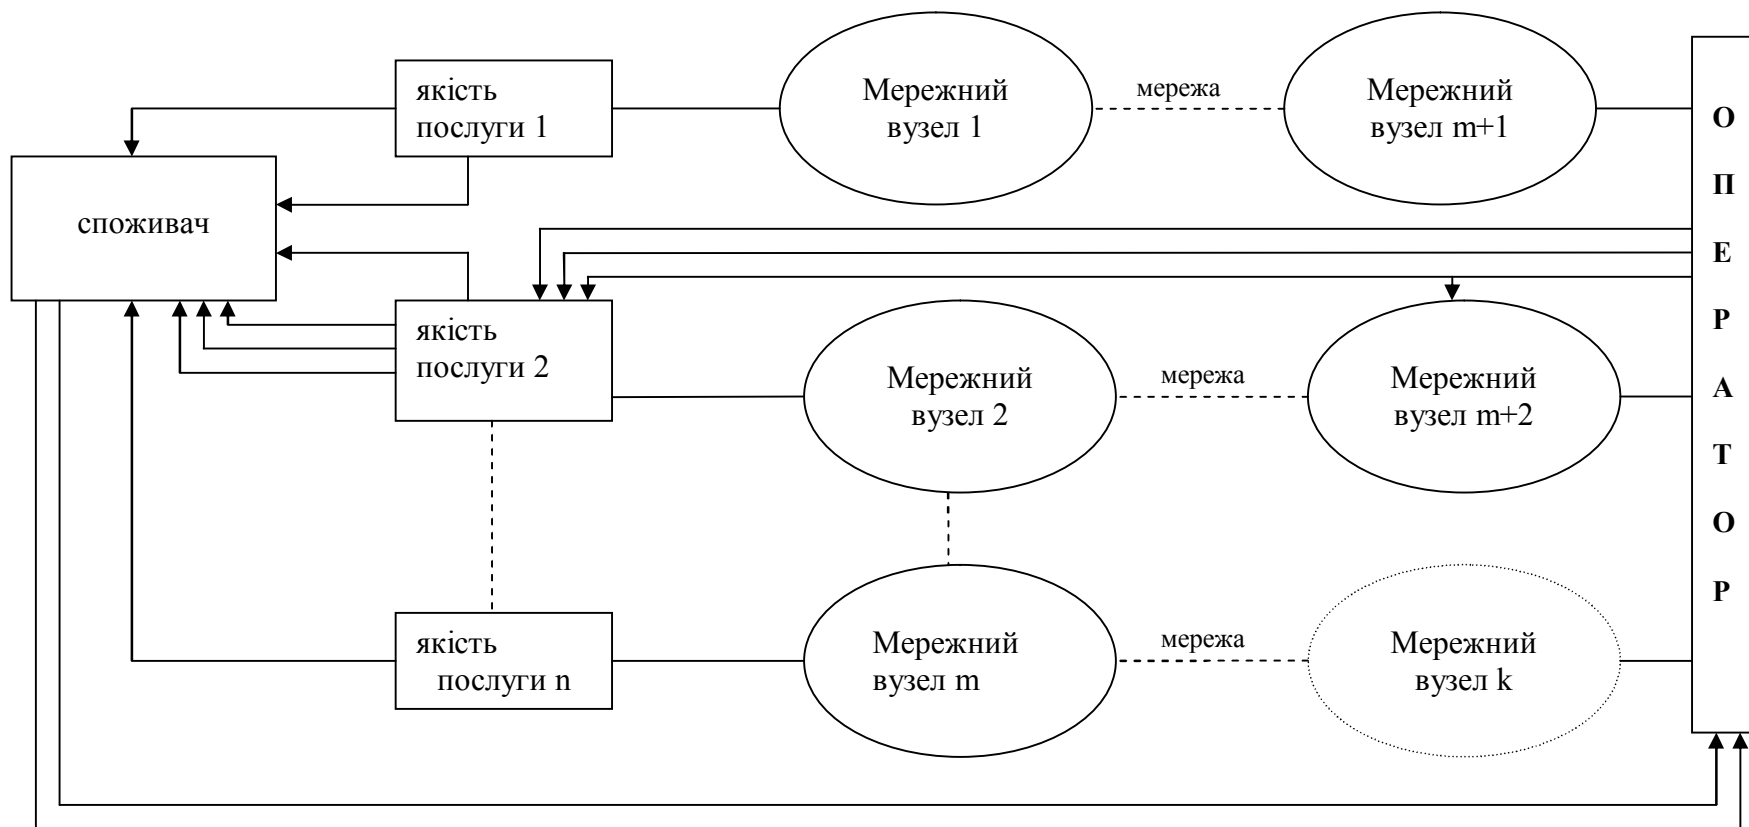 якість
послуги 1
Мережний
вузел 1
мережа
Мережний
вузел m+1
споживач
якість
послуги 2
Мережний
вузел 2
мережа
Мережний
вузел m+2
якість
послуги n
Мережний
вузел m
мережа
Мережний
вузел k
О
П
Е
Р
А
Т
О
Р